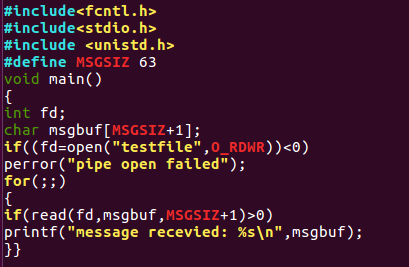 #include<fcntl.h>
#include<stdio.h>
#include <unistd.h>
#define MSGSIZ 63
void main()
{
int fd;
char msgbuf[MSGSIZ+1];
if((fd=open("testfile",O_RDWR))<0)
perror("pipe open failed");
for(;;)
{
if(read(fd,msgbuf,MSGSIZ+1)>0)
printf("message recevied: %s\n",msgbuf);
}}